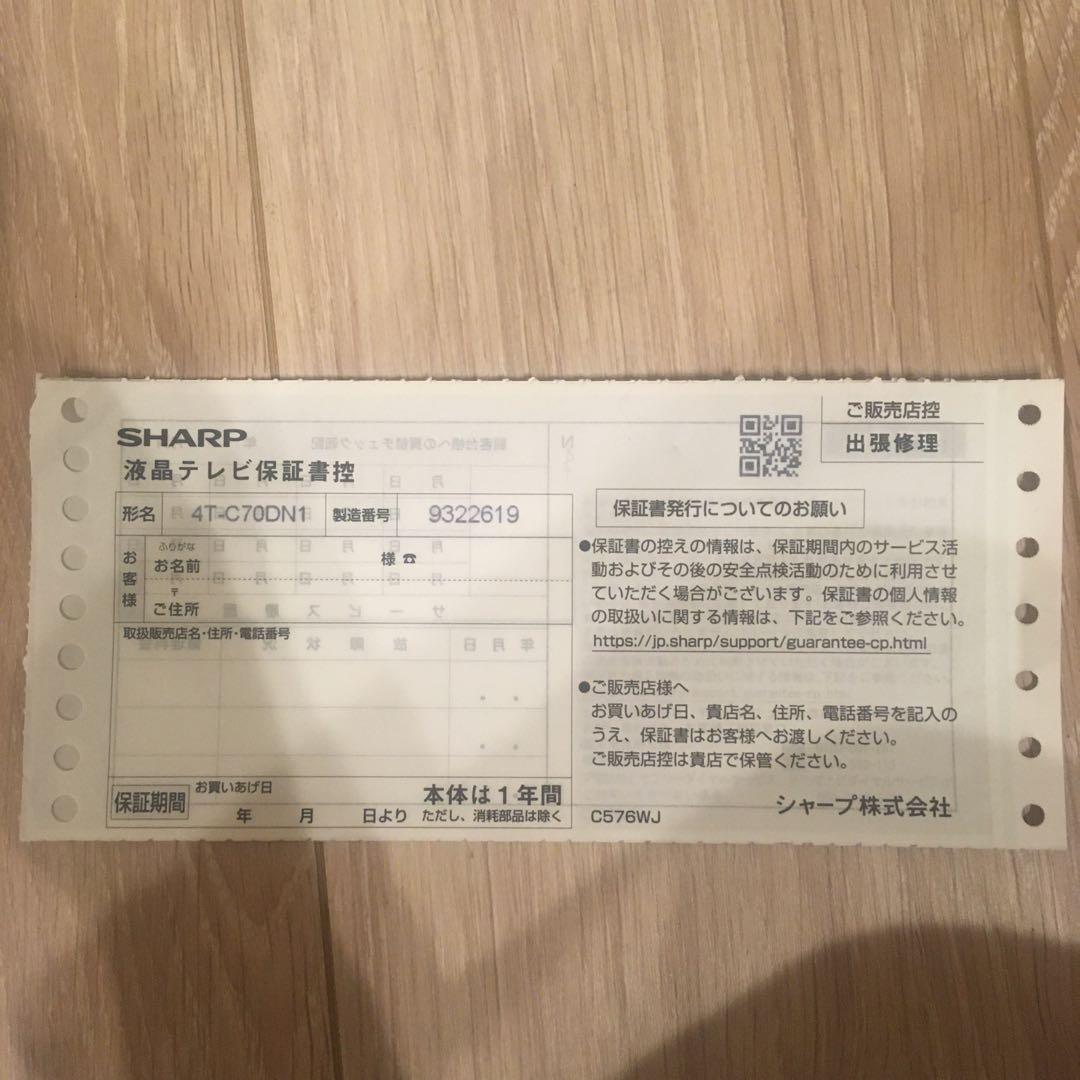 SHARP
液晶テレビ保証書控
形名 4T-C70DN1 製造番号 9322619
お客様
ふりがな
お名前 様 ☎
〒
ご住所
取扱販売店名・住所・電話番号
保証期間
お買いあげ日
年 月 日より
本体は1年間
ただし、消耗部品は除く
ご販売店控
出張修理
保証書発行についてのお願い
●保証書の控えの情報は、保証期間内のサービス活
動およびその後の安全点検活動のために利用させ
ていただく場合がございます。保証書の個人情報
の取扱いに関する情報は、下記をご参照ください。
https://jp.sharp/support/guarantee-cp.html
●ご販売店様へ
お買いあげ日、貴店名、住所、電話番号を記入の
うえ、保証書はお客様へお渡しください。
ご販売店控は貴店で保管ください。
C576WJ
シャープ株式会社